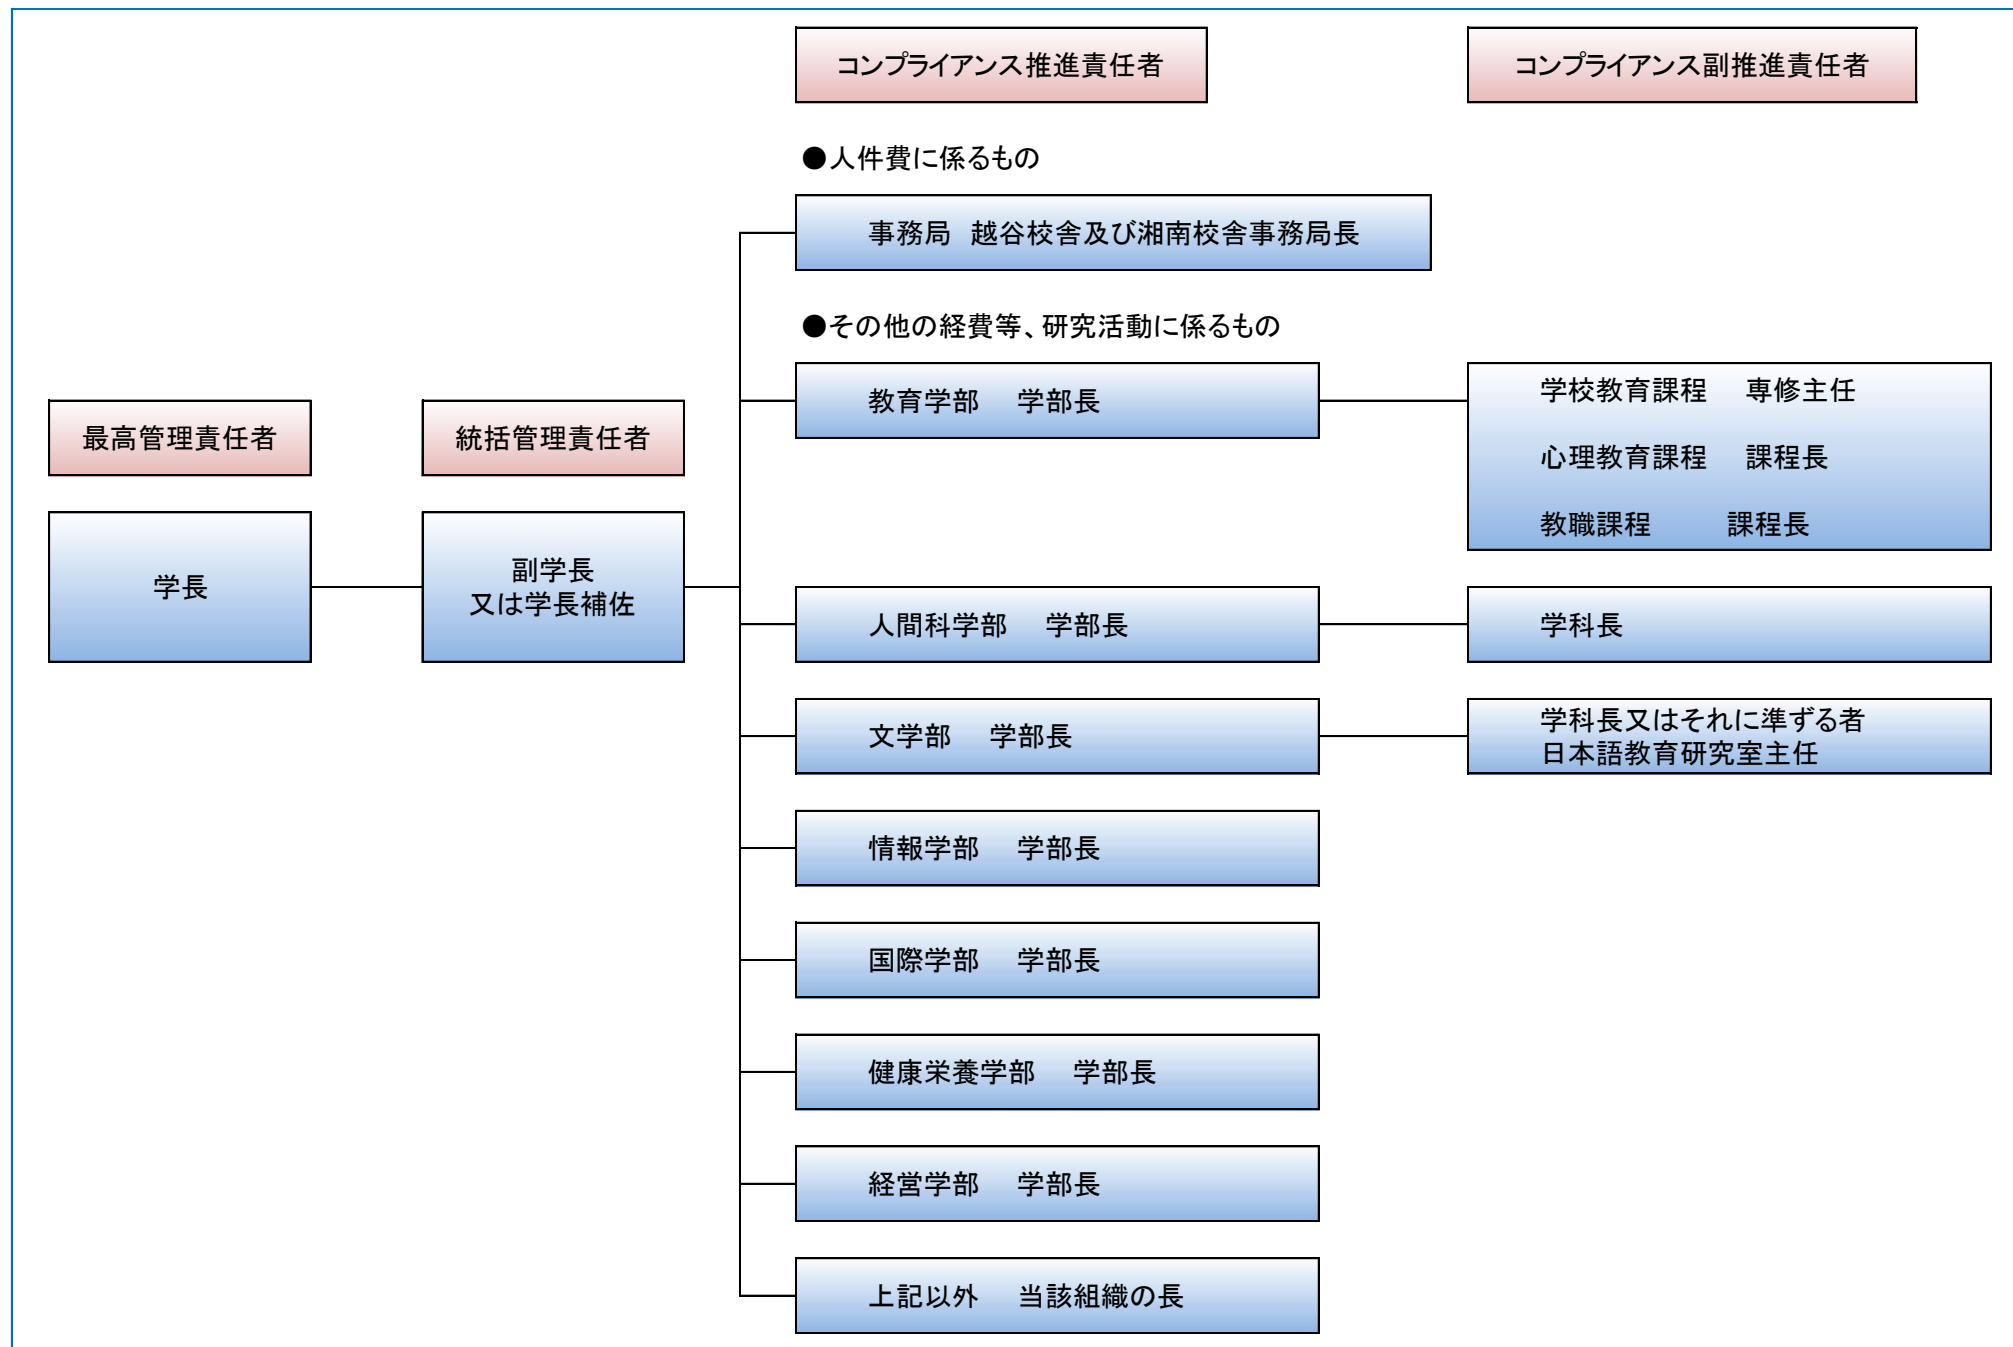 コンプライアンス推進責任者
コンプライアンス副推進責任者
●人件費に係るもの
事務局 越谷校舎及び湘南校舎事務局長
●その他の経費等、研究活動に係るもの
教育学部 学部長
学校教育課程 専修主任
心理教育課程 課程長
教職課程 課程長
最高管理責任者
統括管理責任者
学長
副学長
又は学長補佐
人間科学部 学部長
学科長
文学部 学部長
学科長又はそれに準ずる者
日本語教育研究室主任
情報学部 学部長
国際学部 学部長
健康栄養学部 学部長
経営学部 学部長
上記以外 当該組織の長